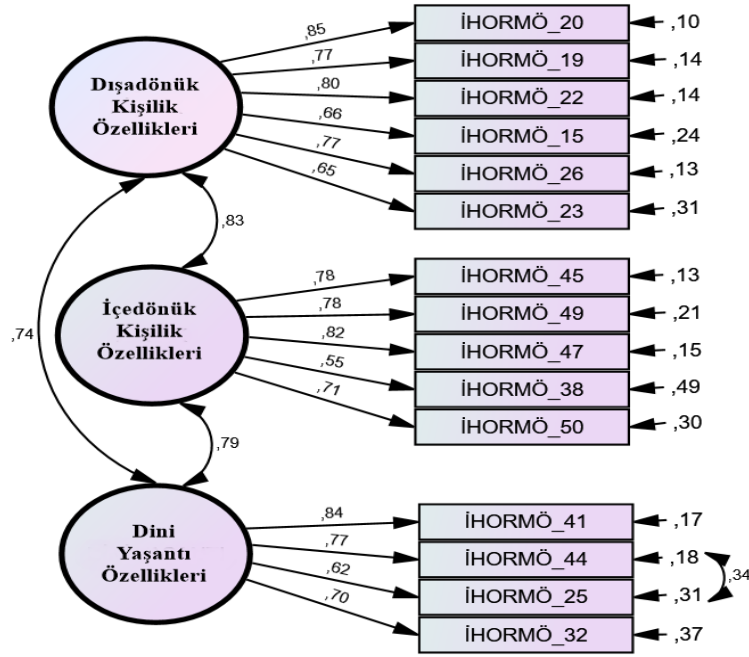 Dışadönük
Kişilik
Özellikleri
,85
,77
,80
,66
,77
,65
İHORMÖ_20
,10
İHORMÖ_19
,14
İHORMÖ_22
,14
İHORMÖ_15
,24
İHORMÖ_26
,13
İHORMÖ_23
,31
,83
,74
İçedönük
Kişilik
Özellikleri
,78
,78
,82
,55
,71
İHORMÖ_45
,13
İHORMÖ_49
,21
İHORMÖ_47
,15
İHORMÖ_38
,49
İHORMÖ_50
,30
,79
Dini
Yaşantı
Özellikleri
,84
,77
,62
,70
İHORMÖ_41
,17
İHORMÖ_44
,18
İHORMÖ_25
,31
İHORMÖ_32
,37
,34